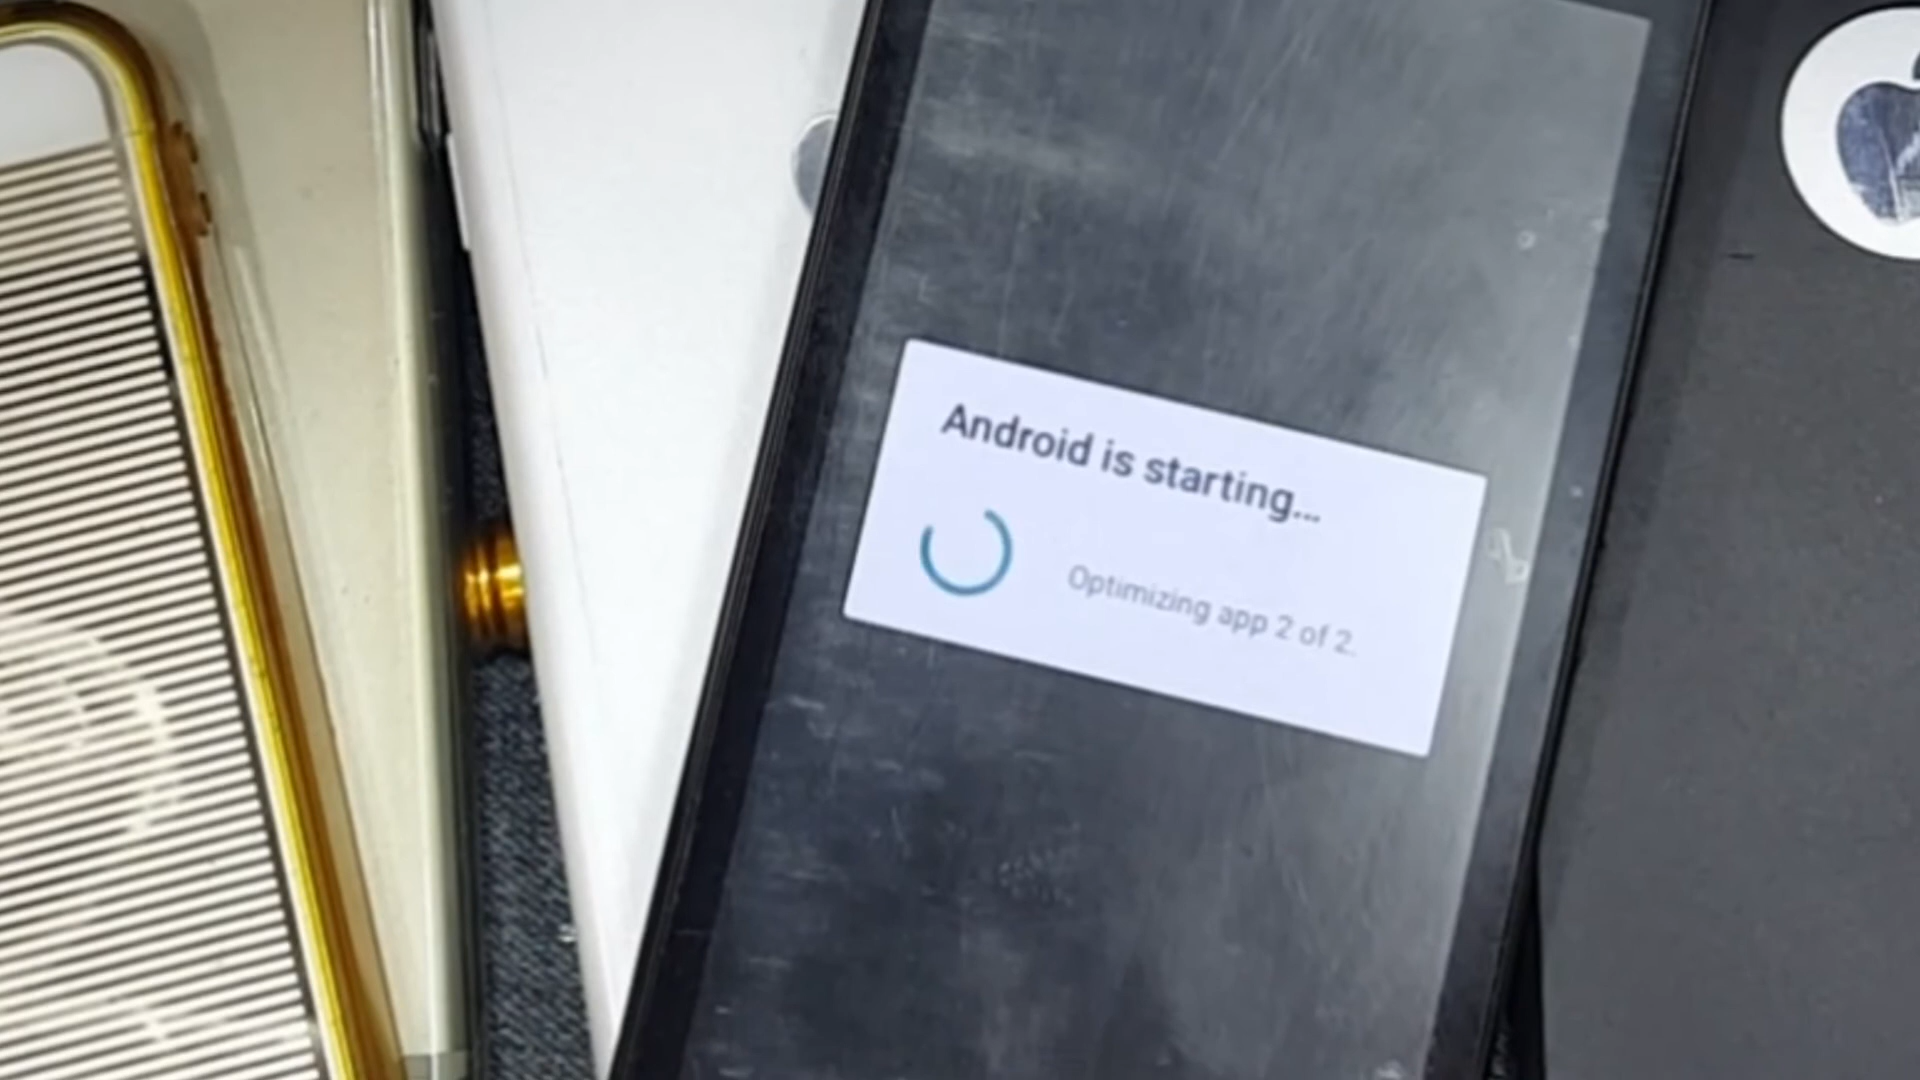 Android is starting...
Optimizing app 2 of 2.